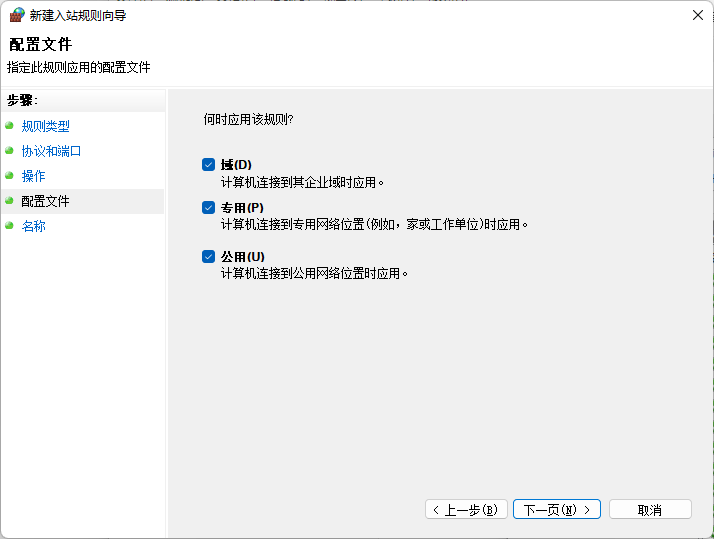 新建入站规则向导
配置文件
指定此规则应用的配置文件
步骤:
规则类型
协议和端口
操作
配置文件
名称
何时应用该规则?
域(D)
计算机连接到其企业域时应用。
专用(P)
计算机连接到专用网络位置(例如，家或工作单位)时应用。
公用(U)
计算机连接到公用网络位置时应用。
< 上一步(B)
下一页(N) >
取消